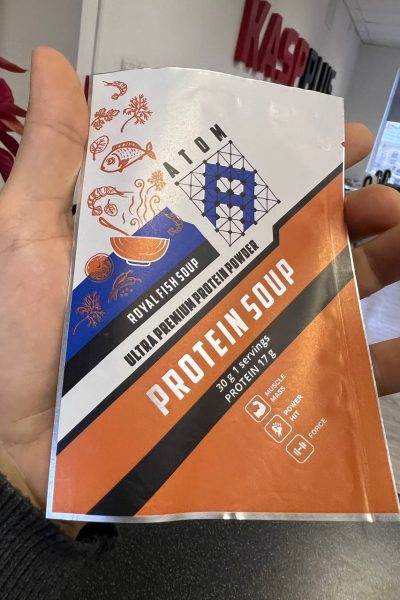 KASPPLUS
ATOM
A
ROYAL FISH SOUP
ULTRA PREMIUM PROTEIN POWDER
PROTEIN SOUP
30 g 1 servings
PROTEIN 17 g
MUSCLE
MASS
POWER
HIT
FORCE